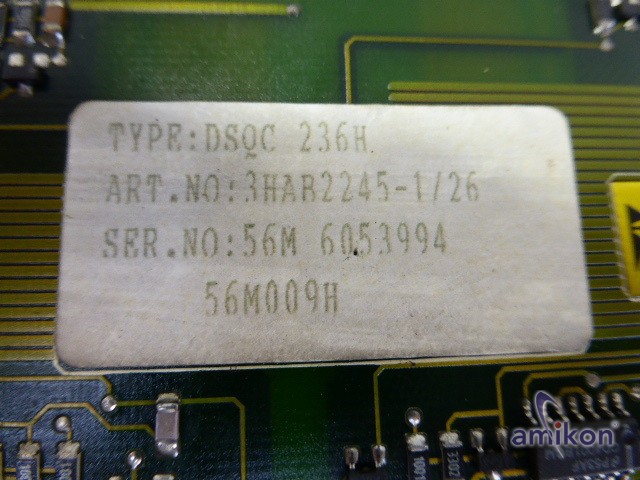 TYPE:DSQC 236H
ART.NO:3HAB2245-1/26
SER.NO:56M 6053994
56M009H
amikon